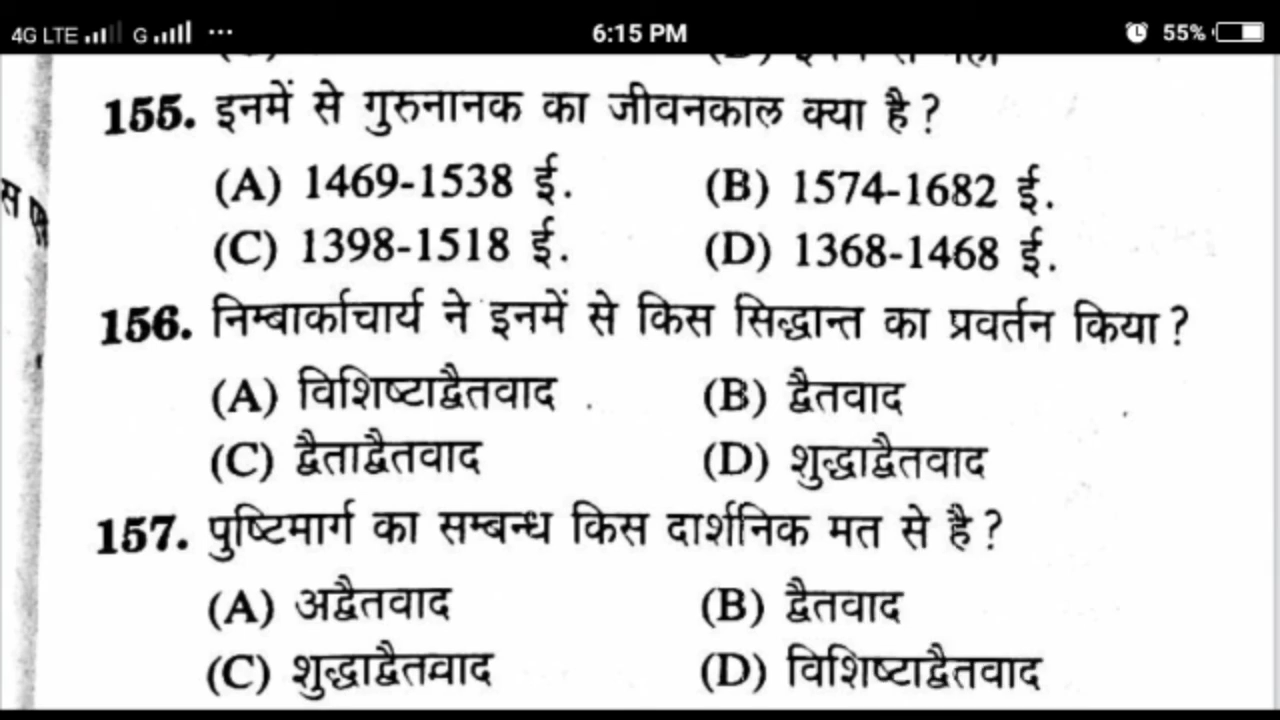 4G LTE G ... 6:15 PM 55%
155. इनमें से गुरुनानक का जीवनकाल क्या है ?
(A) 1469-1538 ई. (B) 1574-1682 ई.
(C) 1398-1518 ई. (D) 1368-1468 ई.
156. निम्बार्काचार्य ने इनमें से किस सिद्धान्त का प्रवर्तन किया ?
(A) विशिष्टाद्वैतवाद (B) द्वैतवाद
(C) द्वैताद्वैतवाद (D) शुद्धाद्वैतवाद
157. पुष्टिमार्ग का सम्बन्ध किस दार्शनिक मत से है ?
(A) अद्वैतवाद (B) द्वैतवाद
(C) शुद्धाद्वैतवाद (D) विशिष्टाद्वैतवाद